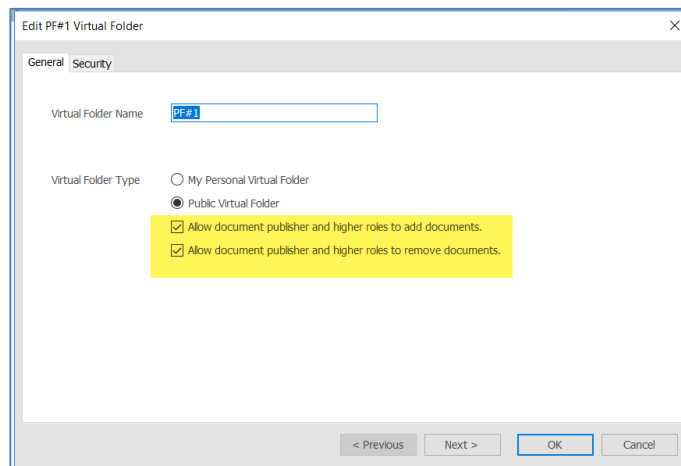 Edit PF#1 Virtual Folder
General Security
Virtual Folder Name PF#1
Virtual Folder Type My Personal Virtual Folder
Public Virtual Folder
Allow document publisher and higher roles to add documents.
Allow document publisher and higher roles to remove documents.
< Previous Next > OK Cancel